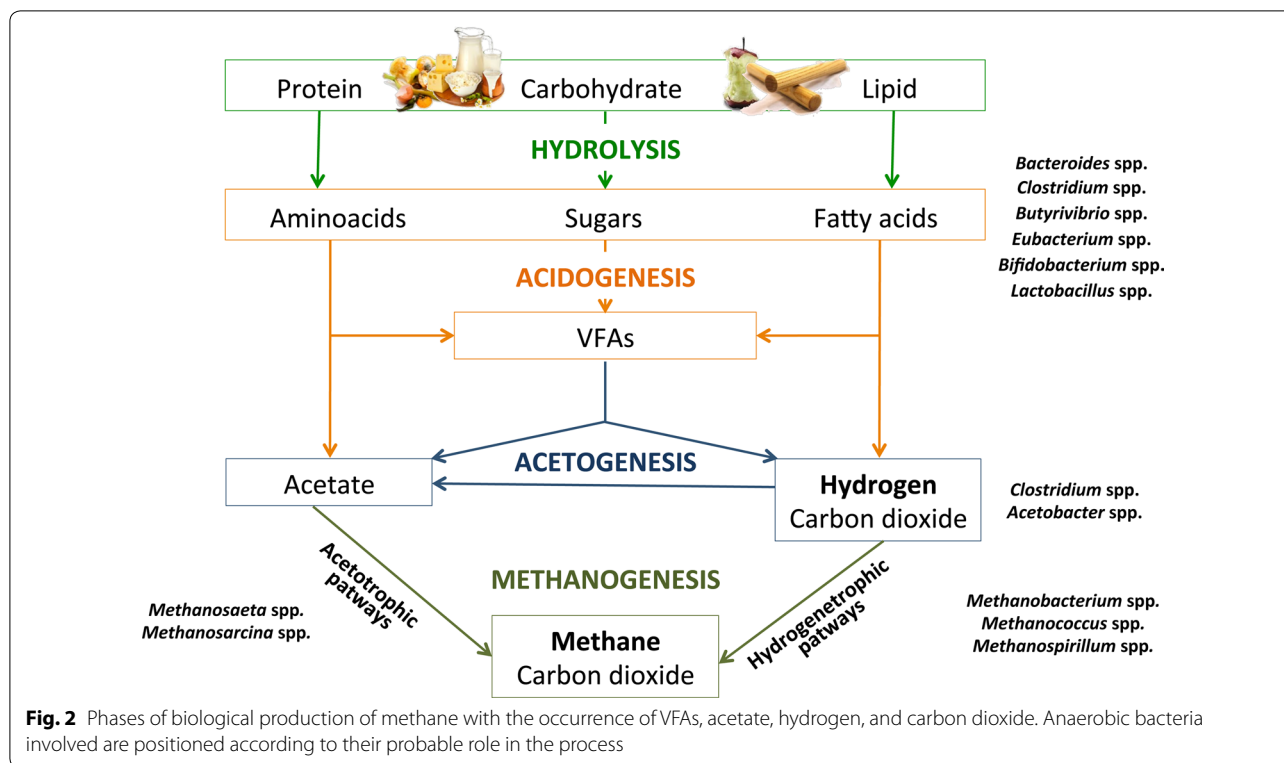 Protein Carbohydrate Lipid
HYDROLYSIS
Bacteroides spp.
Clostridium spp.
Butyrivibrio spp.
Eubacterium spp.
Bifidobacterium spp.
Lactobacillus spp.
Aminoacids Sugars Fatty acids
ACIDOGENESIS
VFAs
ACETOGENESIS
Acetate
Hydrogen
Carbon dioxide
Clostridium spp.
Acetobacter spp.
Acetotrophic
patways
METHANOGENESIS
Hydrogenetrophic
patways
Methanosaeta spp.
Methanosarcina spp.
Methane
Carbon dioxide
Methanobacterium spp.
Methanococcus spp.
Methanospirillum spp.
Fig. 2 Phases of biological production of methane with the occurrence of VFAs, acetate, hydrogen, and carbon dioxide. Anaerobic bacteria
involved are positioned according to their probable role in the process